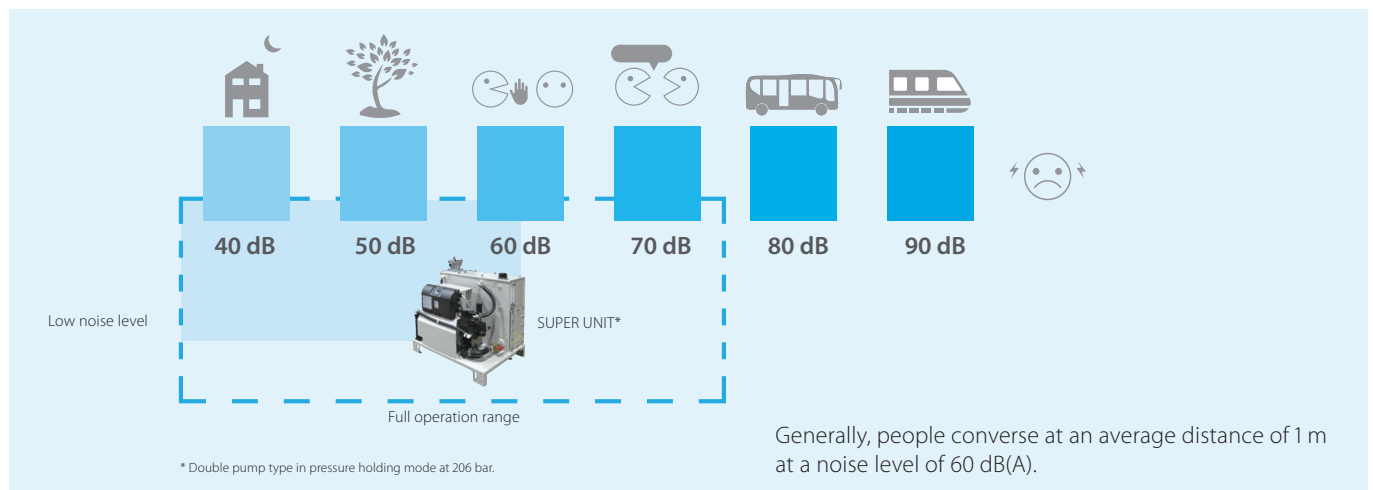 40 dB
50 dB
60 dB
70 dB
80 dB
90 dB
Low noise level
SUPER UNIT*
Full operation range
Generally, people converse at an average distance of 1 m
at a noise level of 60 dB(A).
* Double pump type in pressure holding mode at 206 bar.